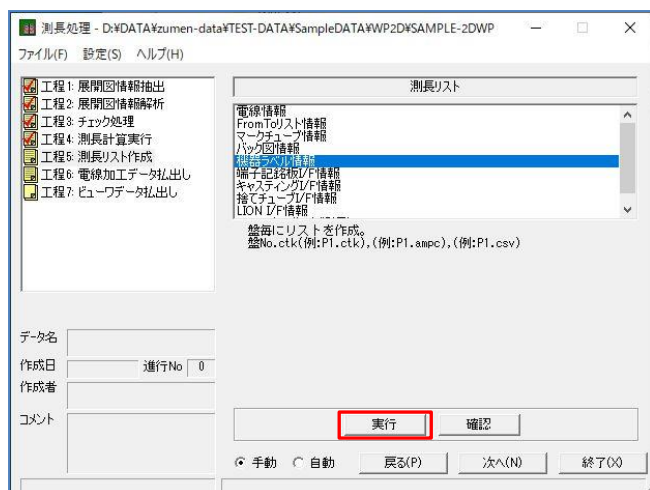 測長処理 - D:¥DATA¥zumen-data¥TEST-DATA¥SampleDATA¥WP2D¥SAMPLE-2DWP
ファイル(F) 設定(S) ヘルプ(H)
工程1: 展開図情報抽出
工程2: 展開図情報解析
工程3: チェック処理
工程4: 測長計算実行
工程5: 測長リスト作成
工程6: 電線加工データ払出し
工程7: ビューワデータ払出し
測長リスト
電線情報
FromToリスト情報
マークチューブ情報
バック図情報
機器ラベル情報
端子記銘板I/F情報
キャスティングI/F情報
捨てチューブI/F情報
LION I/F情報
盤毎にリストを作成。
盤No.ctk(例:P1.ctk),(例:P1.ampc),(例:P1.csv)
データ名
作成日 進行No 0
作成者
コメント
実行 確認
手動 自動 戻る(P) 次へ(N) 終了(X)